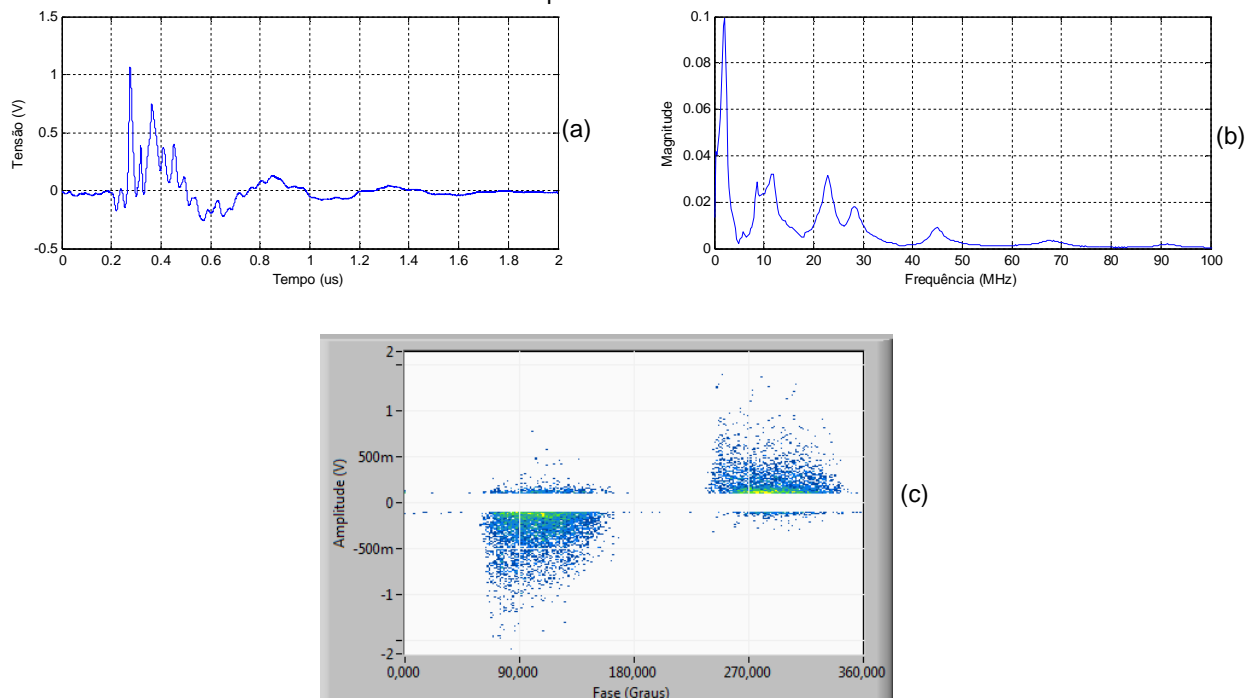 1.5
1
0.5
0
-0.5
Tensão (V)
0 0.2 0.4 0.6 0.8 1.0 1.2 1.4 1.6 1.8 2
Tempo (us)
(a)
0.1
0.08
0.06
0.04
0.02
0
Magnitude
0 10 20 30 40 50 60 70 80 90 100
Frequência (MHz)
(b)
2
1
500m
0
-500m
-1
-2
Amplitude (V)
0,000 90,000 180,000 270,000 360,000
Fase (Graus)
(c)